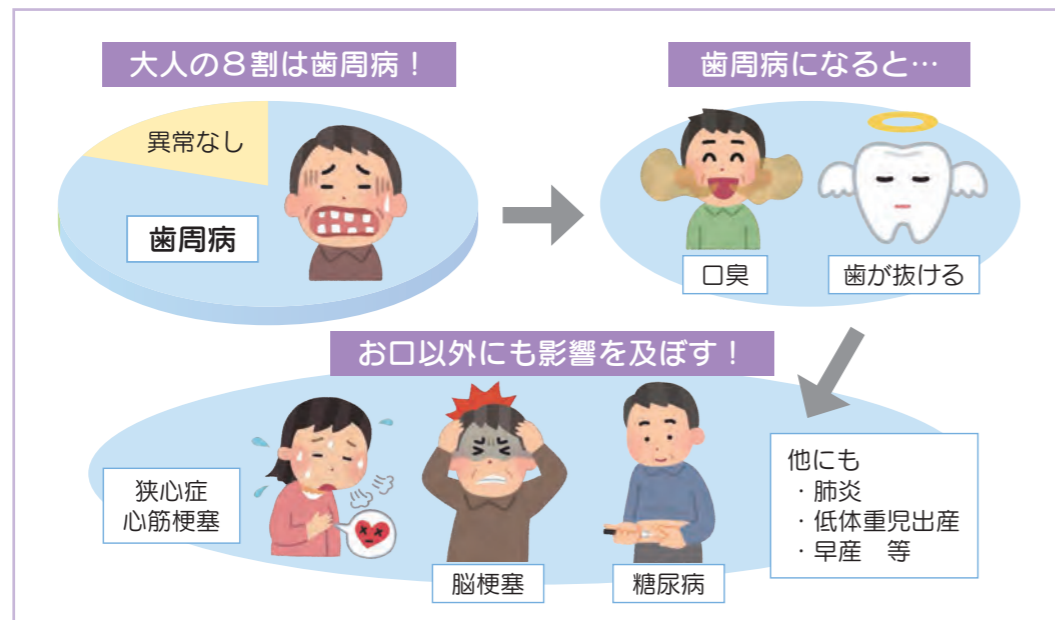 大人の8割は歯周病！
異常なし
歯周病
歯周病になると…
口臭
歯が抜ける
お口以外にも影響を及ぼす！
狭心症
心筋梗塞
脳梗塞
糖尿病
他にも
・肺炎
・低体重児出産
・早産　等